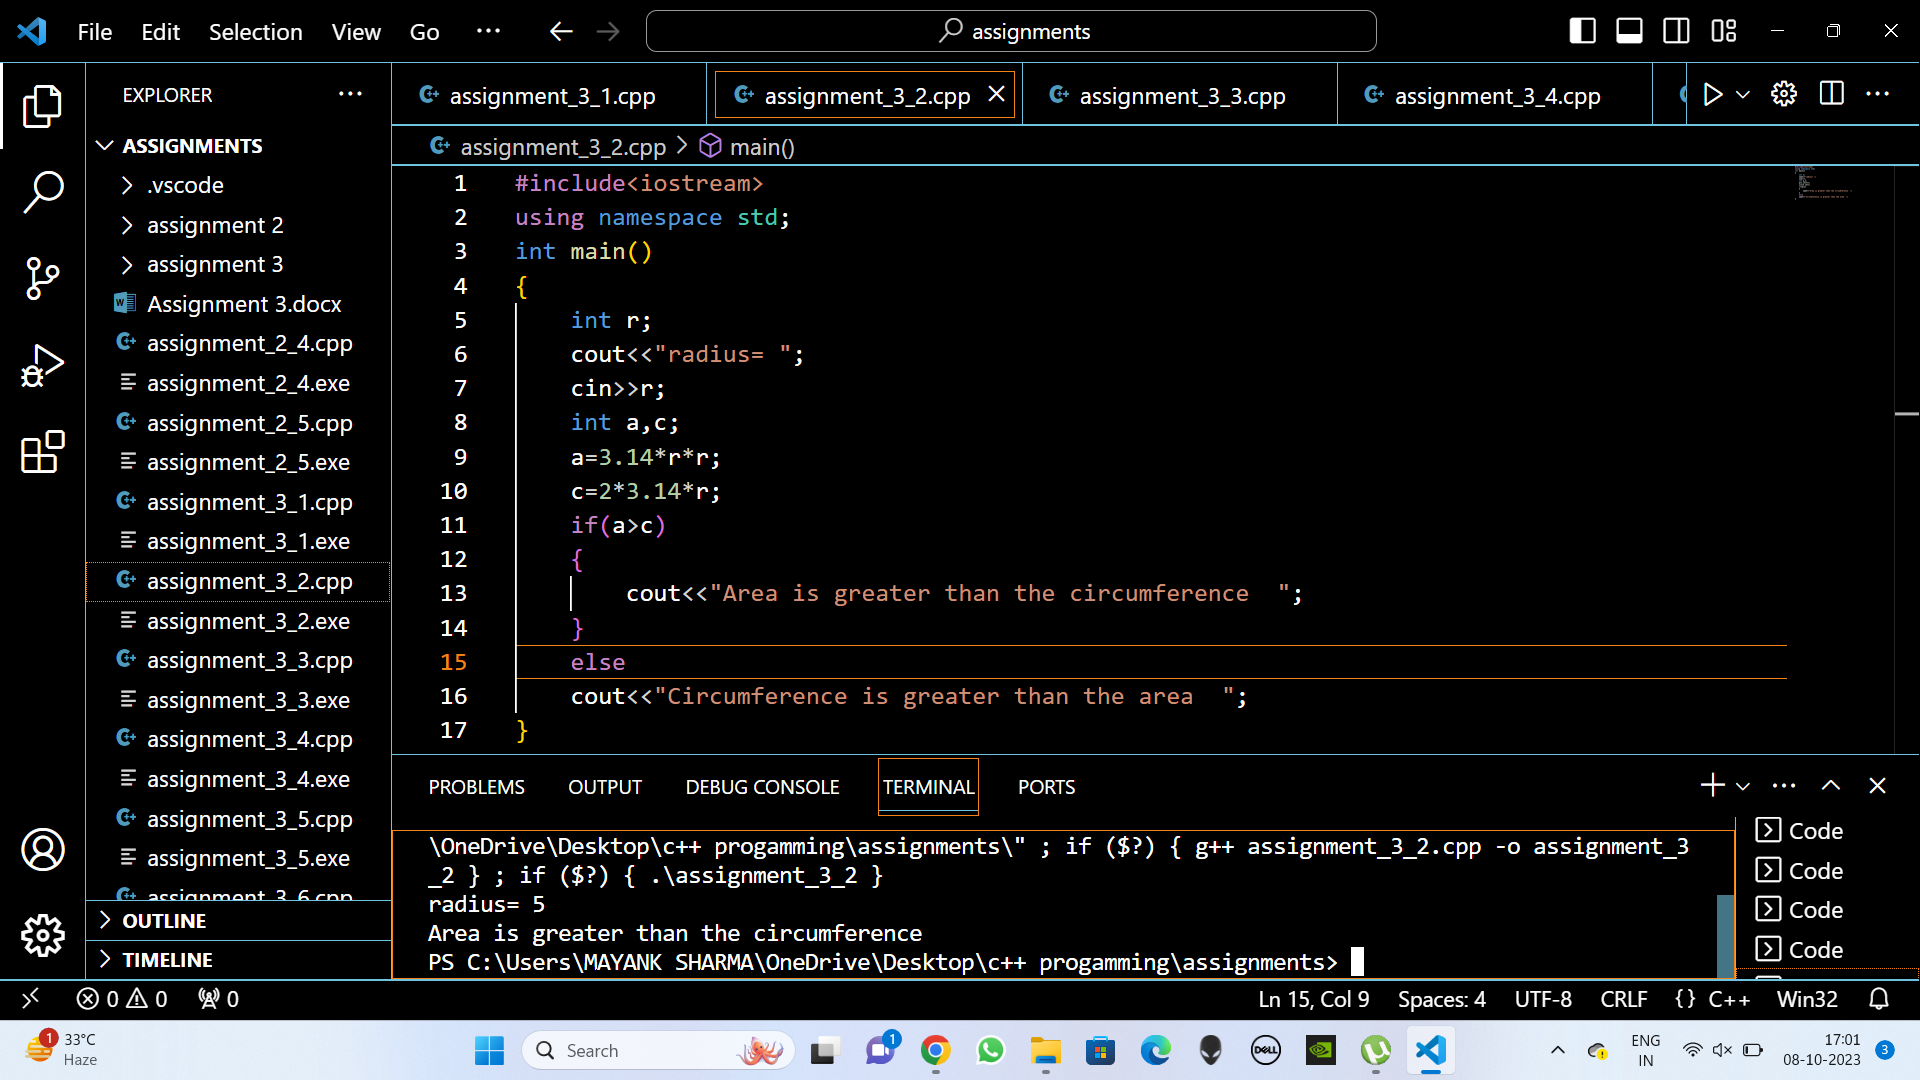 File Edit Selection View Go ··· assignments
EXPLORER ···
ASSIGNMENTS
.vscode
assignment 2
assignment 3
Assignment 3.docx
assignment_2_4.cpp
assignment_2_4.exe
assignment_2_5.cpp
assignment_2_5.exe
assignment_3_1.cpp
assignment_3_1.exe
assignment_3_2.cpp
assignment_3_2.exe
assignment_3_3.cpp
assignment_3_3.exe
assignment_3_4.cpp
assignment_3_4.exe
assignment_3_5.cpp
assignment_3_5.exe
assignment_3_6.cpp
OUTLINE
TIMELINE
assignment_3_1.cpp assignment_3_2.cpp assignment_3_3.cpp assignment_3_4.cpp
assignment_3_2.cpp > main()
1 #include<iostream>
2 using namespace std;
3 int main()
4 {
5 int r;
6 cout<<"radius= ";
7 cin>>r;
8 int a,c;
9 a=3.14*r*r;
10 c=2*3.14*r;
11 if(a>c)
12 {
13 cout<<"Area is greater than the circumference  ";
14 }
15 else
16 cout<<"Circumference is greater than the area  ";
17 }
PROBLEMS OUTPUT DEBUG CONSOLE TERMINAL PORTS
\OneDrive\Desktop\c++ progamming\assignments\" ; if ($?) { g++ assignment_3_2.cpp -o assignment_3
_2 } ; if ($?) { .\assignment_3_2 }
radius= 5
Area is greater than the circumference
PS C:\Users\MAYANK SHARMA\OneDrive\Desktop\c++ progamming\assignments>
Code
Code
Code
Code
0 0 0 Ln 15, Col 9 Spaces: 4 UTF-8 CRLF {} C++ Win32
1 33°C
Haze
Search
1
DELL
ENG
IN
17:01
08-10-2023
3